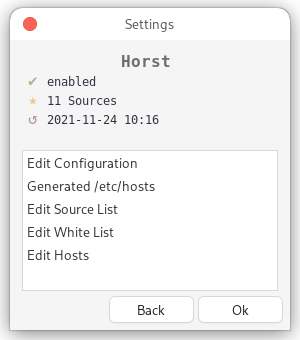 Settings
Horst
✔ enabled
★ 11 Sources
↺ 2021-11-24 10:16
Edit Configuration
Generated /etc/hosts
Edit Source List
Edit White List
Edit Hosts
Back Ok